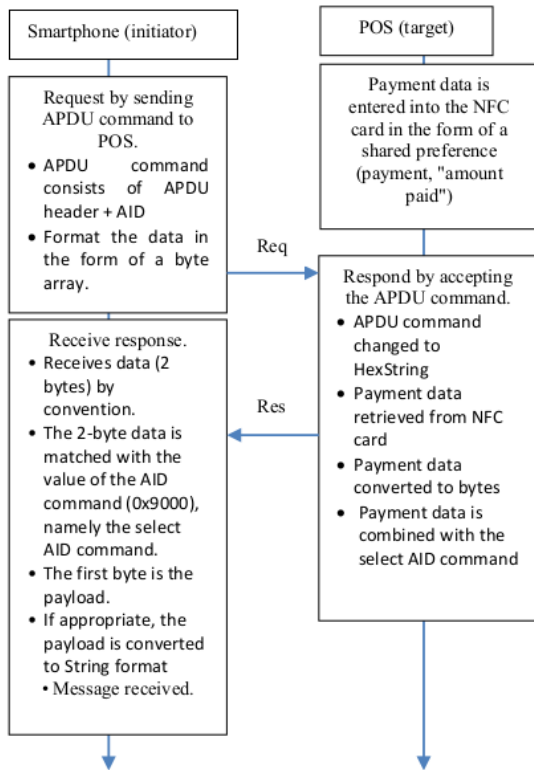 Smartphone (initiator)
POS (target)
Request by sending
APDU command to
POS.
• APDU command
consists of APDU
header + AID
• Format the data in
the form of a byte
array.
Payment data is
entered into the NFC
card in the form of a
shared preference
(payment, "amount
paid")
Req
Respond by accepting
the APDU command.
• APDU command
changed to
HexString
• Payment data
retrieved from NFC
card
• Payment data
converted to bytes
• Payment data is
combined with the
select AID command
Res
Receive response.
• Receives data (2
bytes) by
convention.
• The 2-byte data is
matched with the
value of the AID
command (0x9000),
namely the select
AID command.
• The first byte is the
payload.
• If appropriate, the
payload is converted
to String format
• Message received.